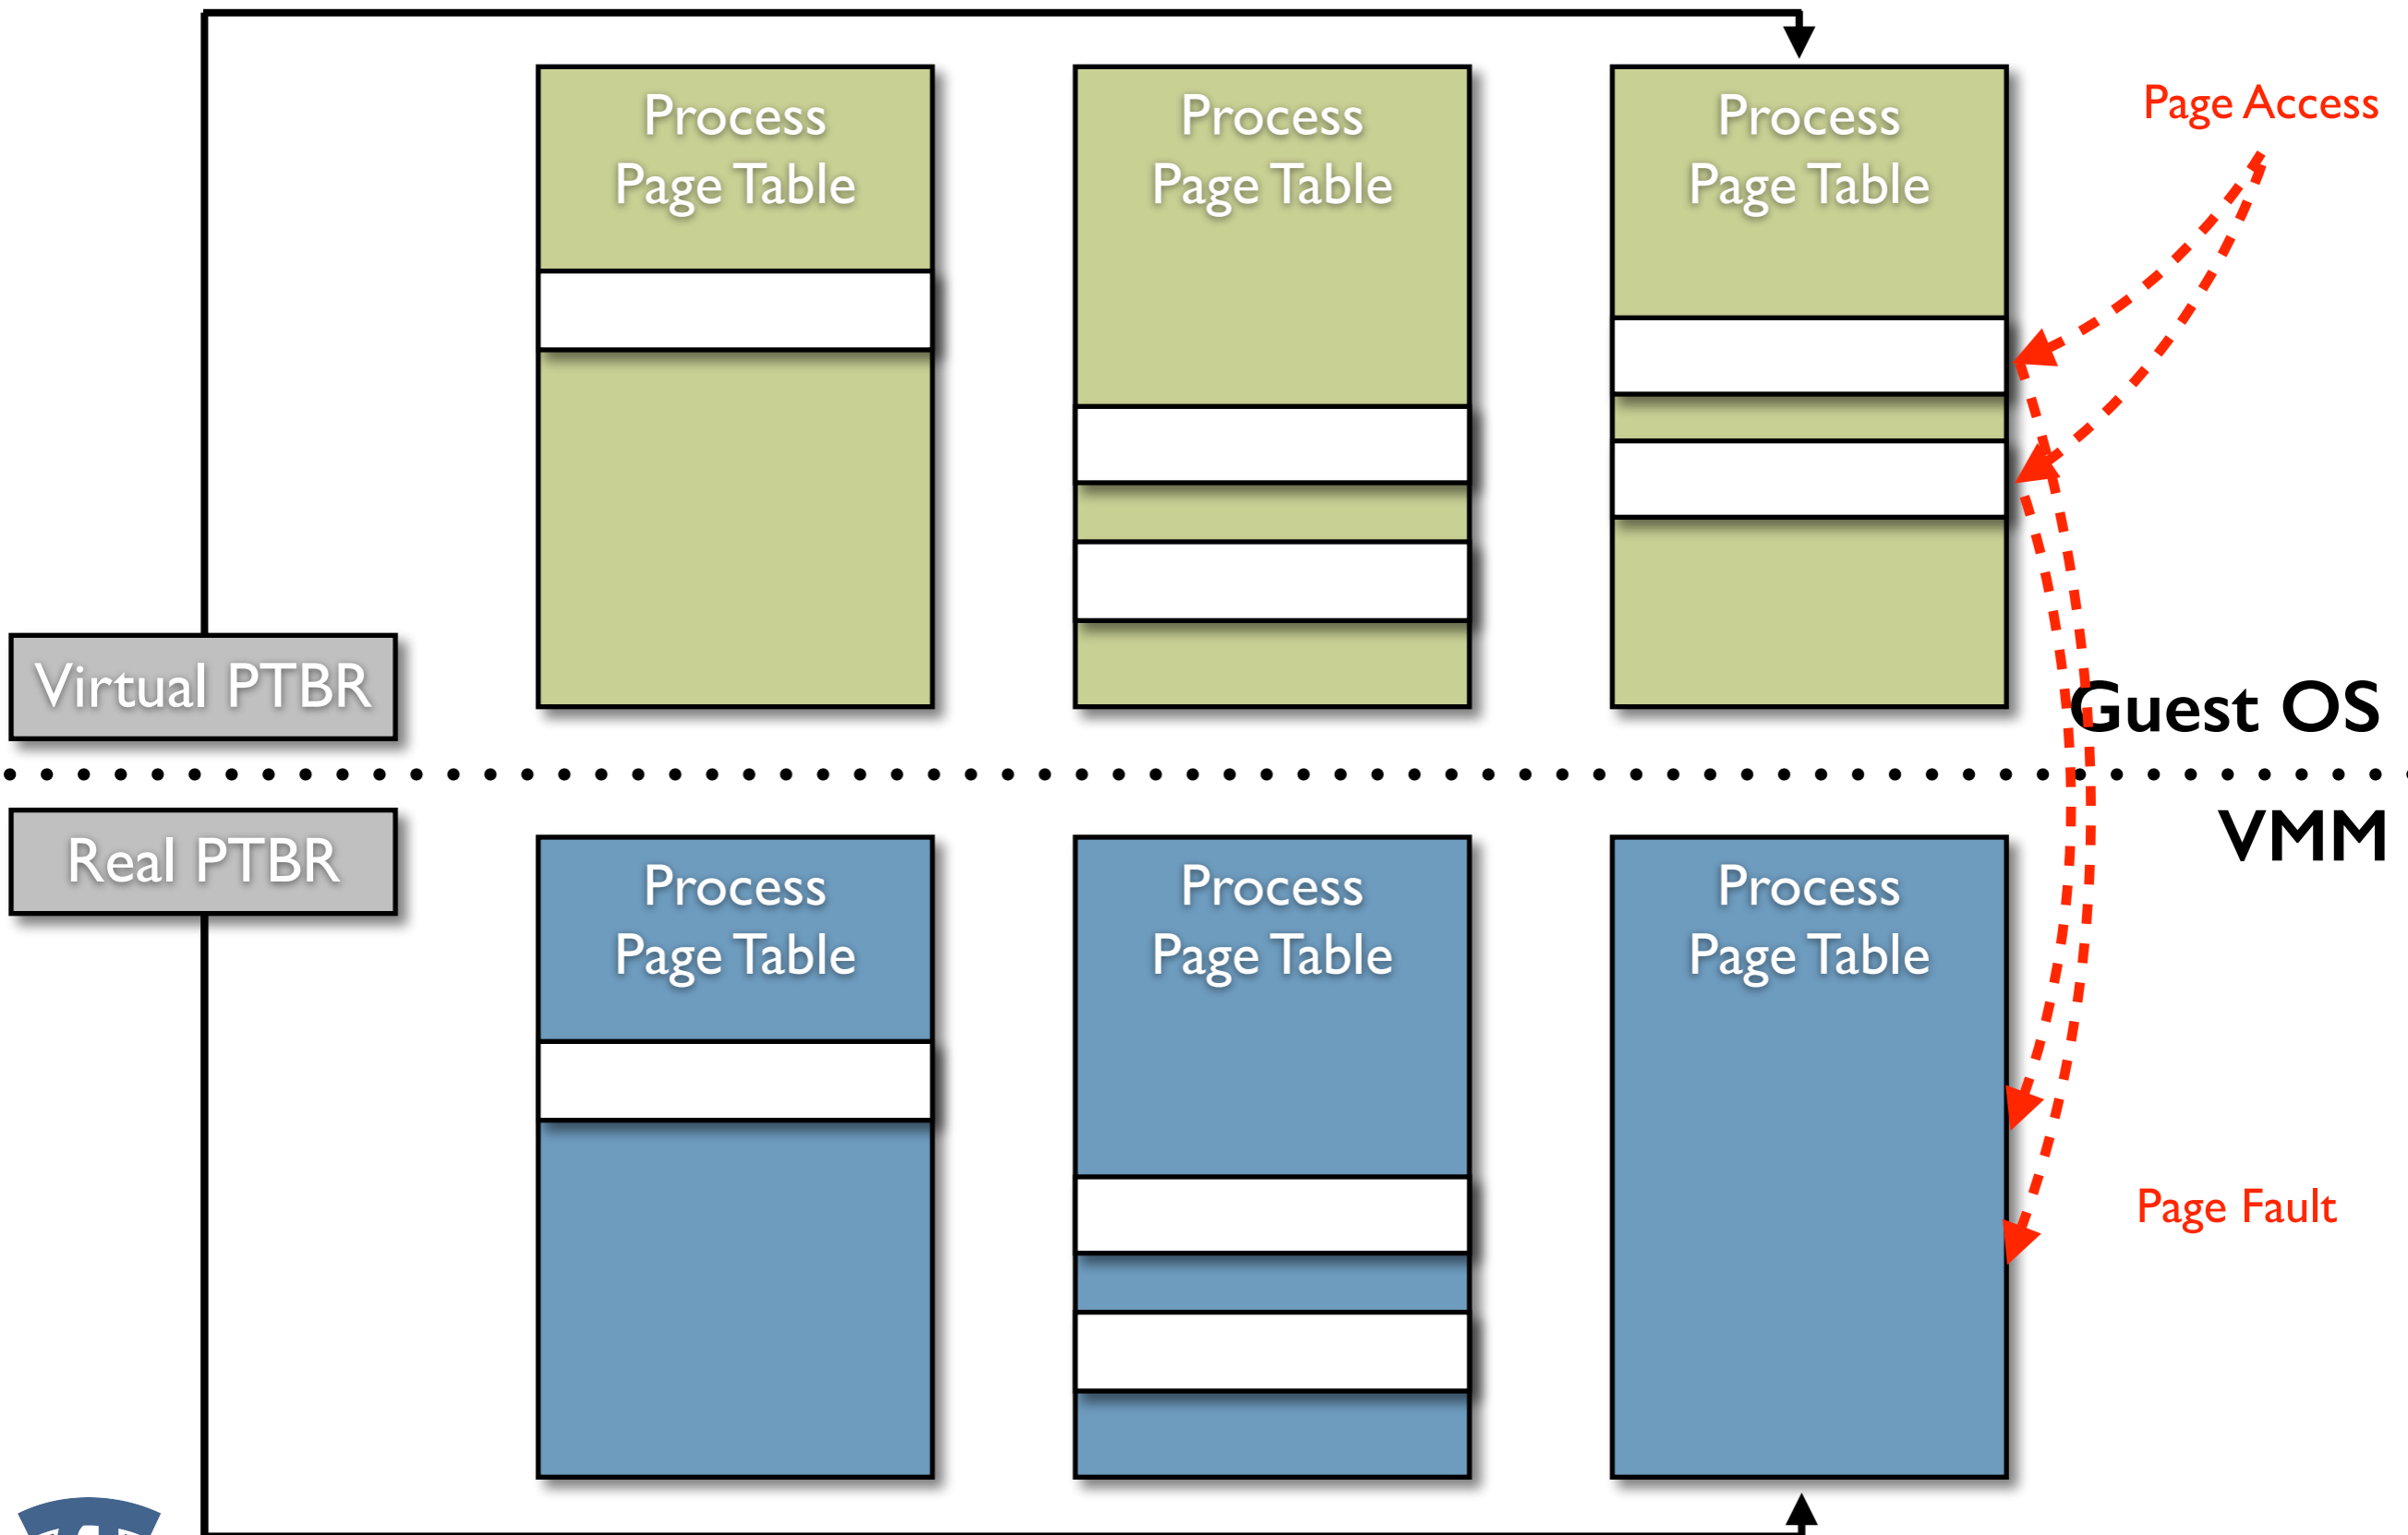 Process
Page Table
Process
Page Table
Process
Page Table
Page Access
Virtual PTBR
Guest OS
Real PTBR
VMM
Process
Page Table
Process
Page Table
Process
Page Table
Page Fault